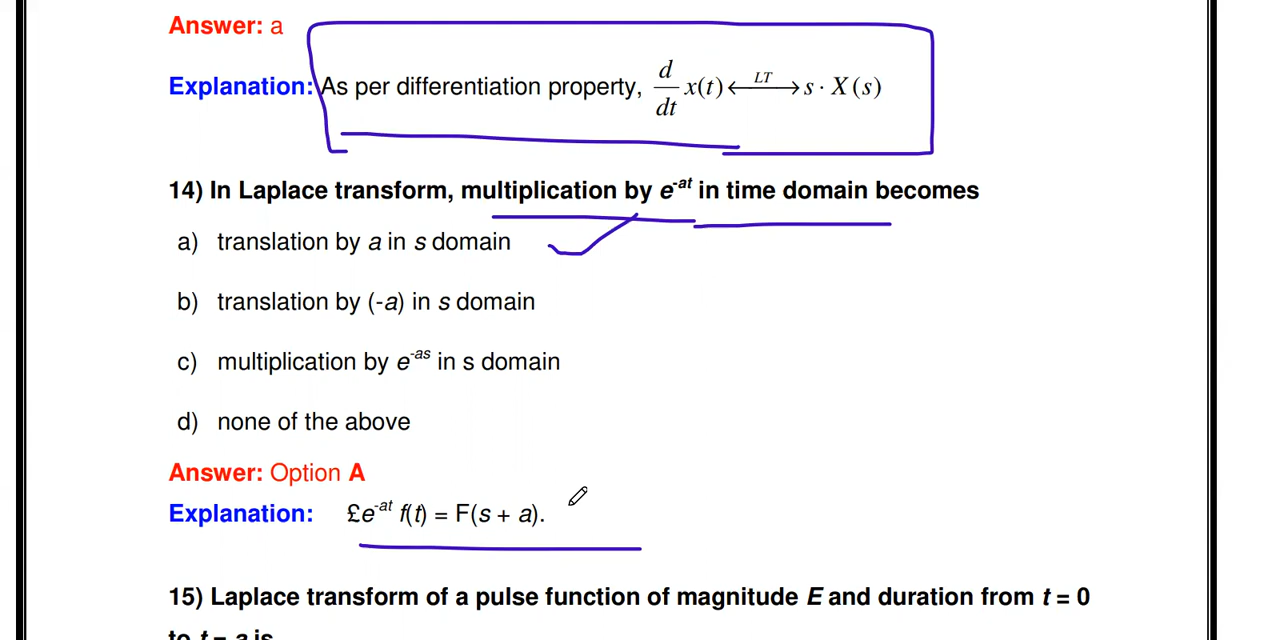 Answer: a
Explanation: As per differentiation property, d/dt x(t) ←LT→ s · X(s)
14) In Laplace transform, multiplication by e^-at in time domain becomes
a) translation by a in s domain
b) translation by (-a) in s domain
c) multiplication by e^-as in s domain
d) none of the above
Answer: Option A
Explanation: £e^-at f(t) = F(s + a).
15) Laplace transform of a pulse function of magnitude E and duration from t = 0
to t = a is